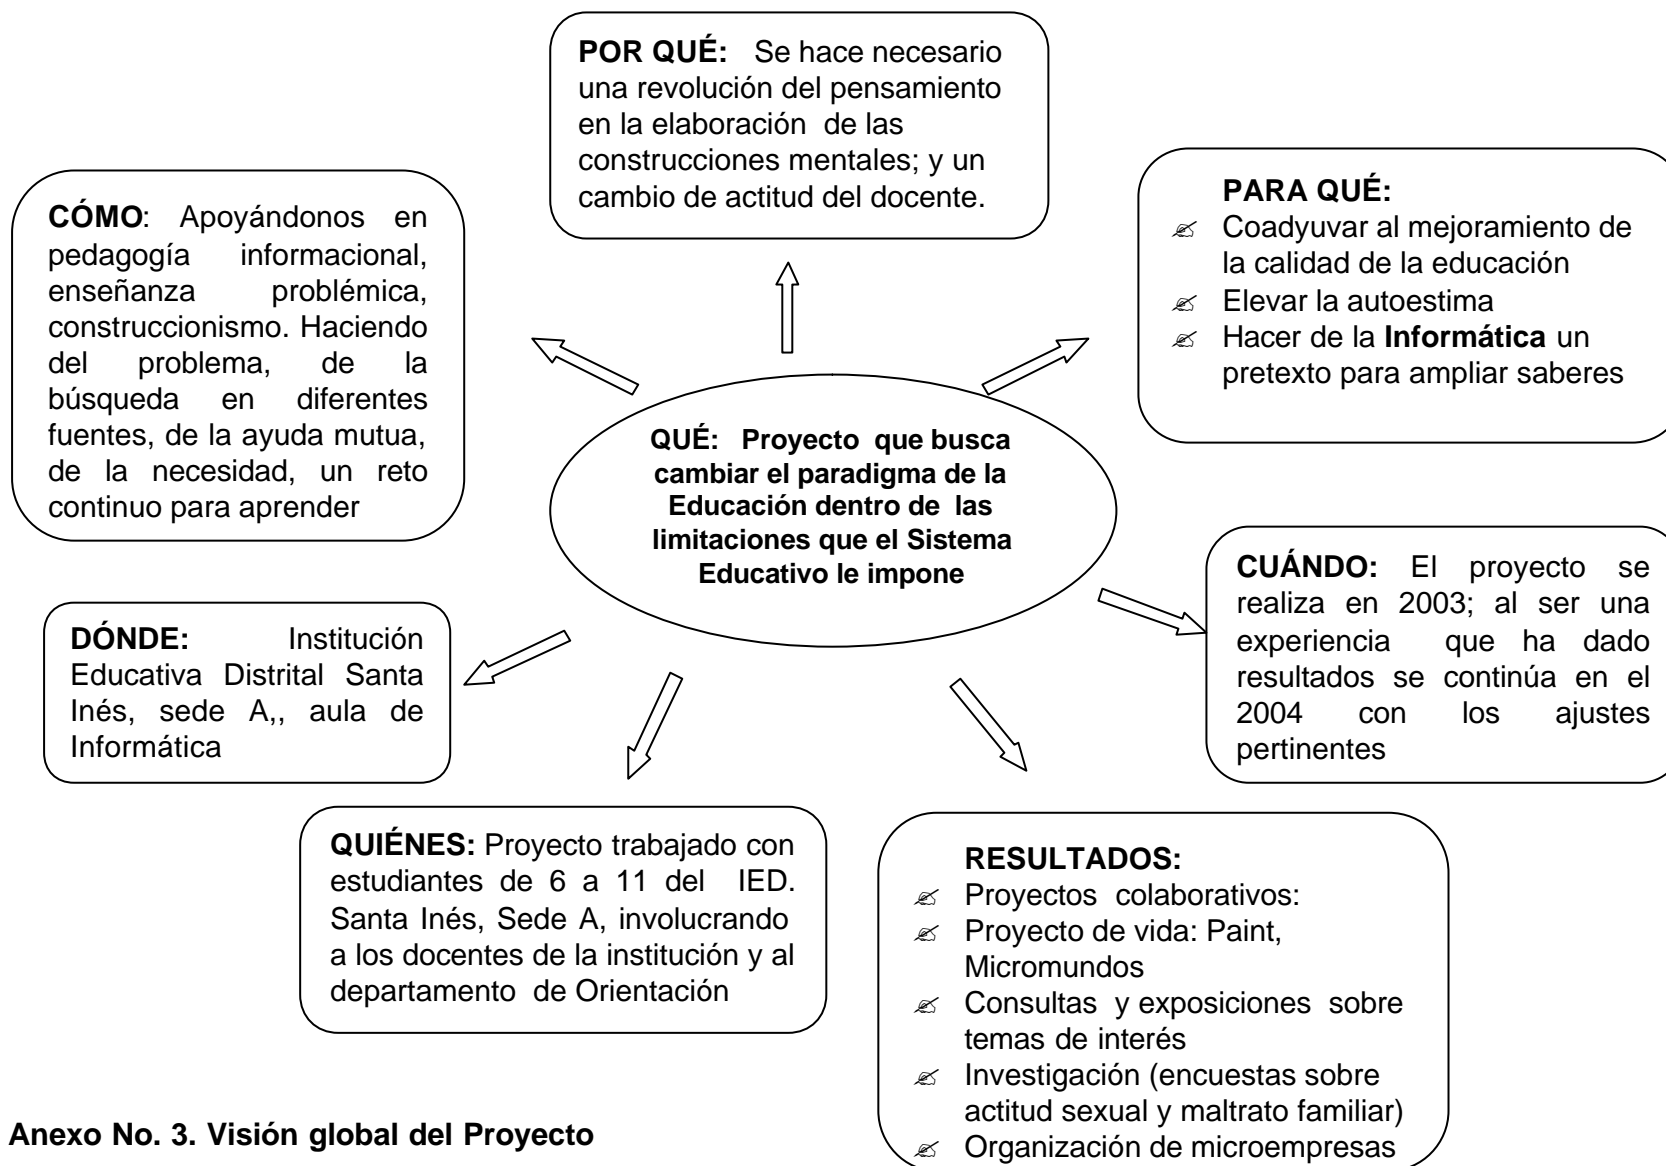 POR QUÉ: Se hace necesario
una revolución del pensamiento
en la elaboración de las
construcciones mentales; y un
cambio de actitud del docente.
CÓMO: Apoyándonos en
pedagogía informacional,
enseñanza problémica,
construccionismo. Haciendo
del problema, de la
búsqueda en diferentes
fuentes, de la ayuda mutua,
de la necesidad, un reto
continuo para aprender
PARA QUÉ:
Coadyuvar al mejoramiento de
la calidad de la educación
Elevar la autoestima
Hacer de la Informática un
pretexto para ampliar saberes
QUÉ: Proyecto que busca
cambiar el paradigma de la
Educación dentro de las
limitaciones que el Sistema
Educativo le impone
CUÁNDO: El proyecto se
realiza en 2003; al ser una
experiencia que ha dado
resultados se continúa en el
2004 con los ajustes
pertinentes
DÓNDE: Institución
Educativa Distrital Santa
Inés, sede A,, aula de
Informática
QUIÉNES: Proyecto trabajado con
estudiantes de 6 a 11 del IED.
Santa Inés, Sede A, involucrando
a los docentes de la institución y al
departamento de Orientación
RESULTADOS:
Proyectos colaborativos:
Proyecto de vida: Paint,
Micromundos
Consultas y exposiciones sobre
temas de interés
Investigación (encuestas sobre
actitud sexual y maltrato familiar)
Organización de microempresas
Anexo No. 3. Visión global del Proyecto